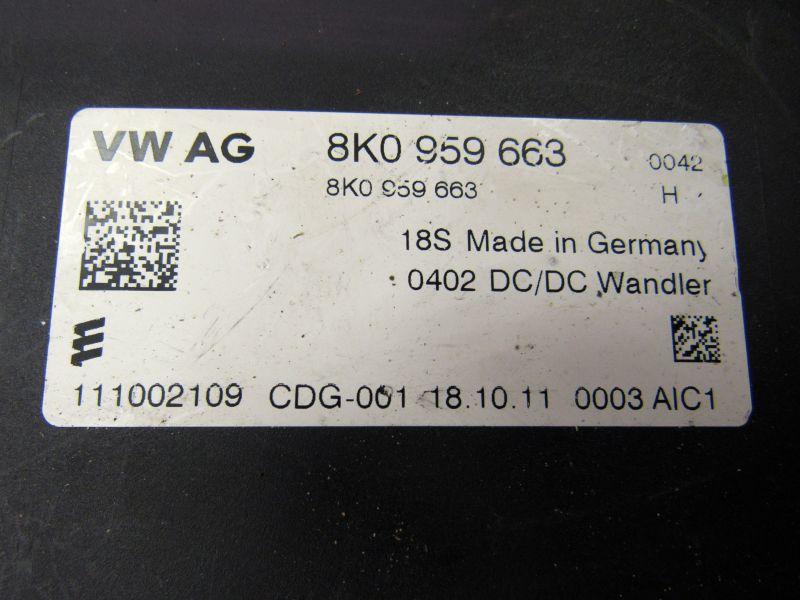 VW AG 8K0 959 663 0042
8K0 959 663 H
18S Made in Germany
0402 DC/DC Wandler
111002109 CDG-001 18.10.11 0003 AIC1